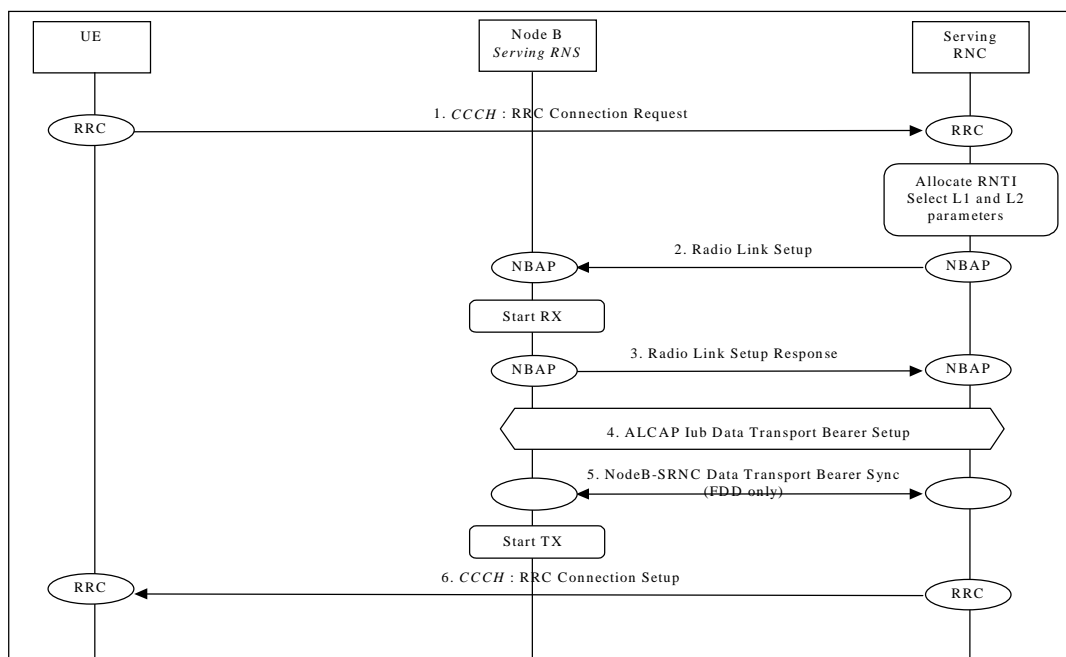 UE
Node B
Serving RNS
Serving
RNC
1. CCCH : RRC Connection Request
RRC
RRC
Allocate RNTI
Select L1 and L2
parameters
2. Radio Link Setup
NBAP
NBAP
Start RX
3. Radio Link Setup Response
NBAP
NBAP
4. ALCAP Iub Data Transport Bearer Setup
5. NodeB-SRNC Data Transport Bearer Sync
(FDD only)
Start TX
6. CCCH : RRC Connection Setup
RRC
RRC